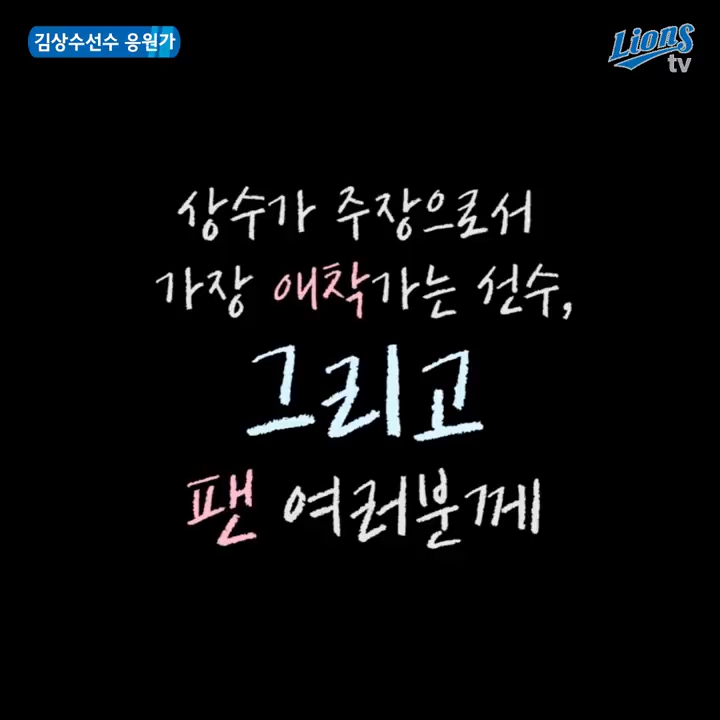 김상수선수 응원가
Lions
tv
상수가 주장으로서
가장 애착가는 선수,
그리고
팬 여러분께